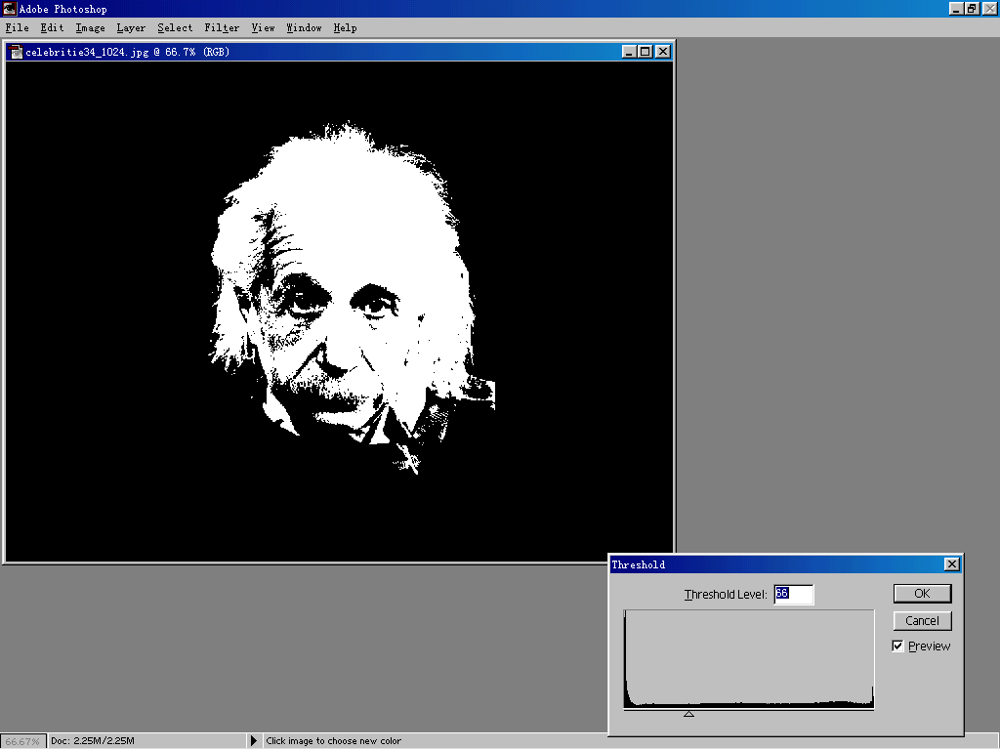 Adobe Photoshop
File Edit Image Layer Select Filter View Window Help
celebritie34_1024.jpg @ 66.7% (RGB)
Threshold
Threshold Level: 66
OK
Cancel
Preview
66.67% Doc: 2.25M/2.25M Click image to choose new color